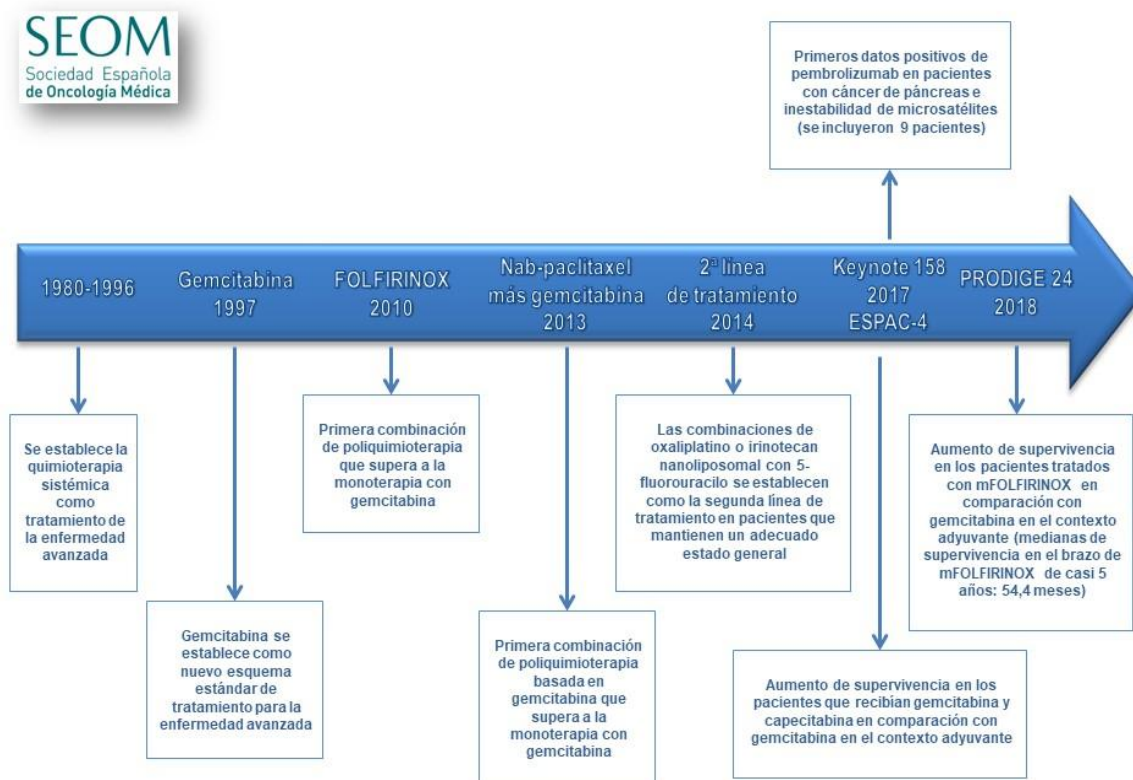 SEOM
Sociedad Española
de Oncología Médica
Primeros datos positivos de
pembrolizumab en pacientes
con cáncer de páncreas e
inestabilidad de microsatélites
(se incluyeron 9 pacientes)
1980-1996
Gemcitabina
1997
FOLFIRINOX
2010
Nab-paclitaxel
más gemcitabina
2013
2ª línea
de tratamiento
2014
Keynote 158
2017
ESPAC-4
PRODIGE 24
2018
Se establece la
quimioterapia
sistémica
como
tratamiento de
la enfermedad
avanzada
Gemcitabina se
establece como
nuevo esquema
estándar de
tratamiento para la
enfermedad avanzada
Primera combinación
de poliquimioterapia
que supera a la
monoterapia con
gemcitabina
Primera combinación
de poliquimioterapia
basada en
gemcitabina que
supera a la
monoterapia con
gemcitabina
Las combinaciones de
oxaliplatino o irinotecan
nanoliposomal con 5-
fluorouracilo se establecen
como la segunda línea de
tratamiento en pacientes que
mantienen un adecuado
estado general
Aumento de supervivencia en los
pacientes que recibían gemcitabina y
capecitabina en comparación con
gemcitabina en el contexto adyuvante
Aumento de supervivencia
en los pacientes tratados
con mFOLFIRINOX en
comparación con
gemcitabina en el contexto
adyuvante (medianas de
supervivencia en el brazo de
mFOLFIRINOX de casi 5
años: 54,4 meses)